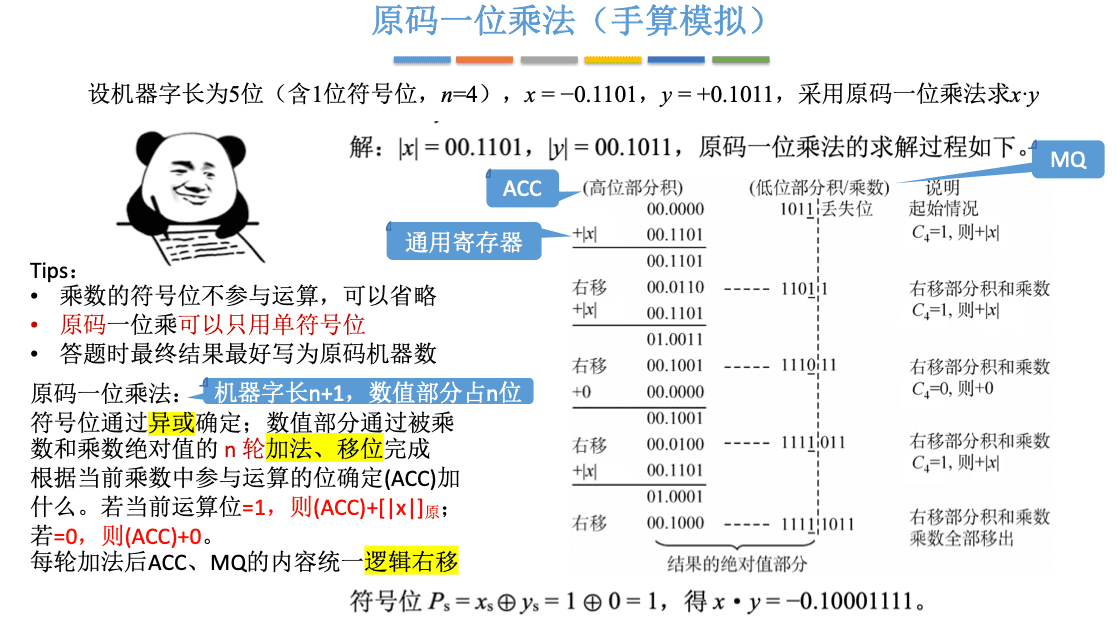 原码一位乘法（手算模拟）
设机器字长为5位（含1位符号位，n=4），x = −0.1101，y = +0.1011，采用原码一位乘法求x·y
解：|x| = 00.1101，|y| = 00.1011，原码一位乘法的求解过程如下。
MQ
ACC
(高位部分积) (低位部分积/乘数) 说明
00.0000 1011 丢失位 起始情况
通用寄存器
+|x| 00.1101 C₄=1, 则+|x|
00.1101
右移 00.0110 ----- 1101 1 右移部分积和乘数
+|x| 00.1101 C₄=1, 则+|x|
01.0011
右移 00.1001 ----- 1110 11 右移部分积和乘数
+0 00.0000 C₄=0, 则+0
00.1001
右移 00.0100 ----- 1111 011 右移部分积和乘数
+|x| 00.1101 C₄=1, 则+|x|
01.0001
右移 00.1000 ----- 1111 1011 右移部分积和乘数
乘数全部移出
结果的绝对值部分
Tips：
• 乘数的符号位不参与运算，可以省略
• 原码一位乘可以只用单符号位
• 答题时最终结果最好写为原码机器数
原码一位乘法：
机器字长n+1，数值部分占n位
符号位通过异或确定；数值部分通过被乘
数和乘数绝对值的 n 轮加法、移位完成
根据当前乘数中参与运算的位确定(ACC)加
什么。若当前运算位=1，则(ACC)+[|x|]原；
若=0，则(ACC)+0。
每轮加法后ACC、MQ的内容统一逻辑右移
符号位 Pₛ = xₛ⊕yₛ = 1⊕0 = 1，得 x·y = −0.10001111。